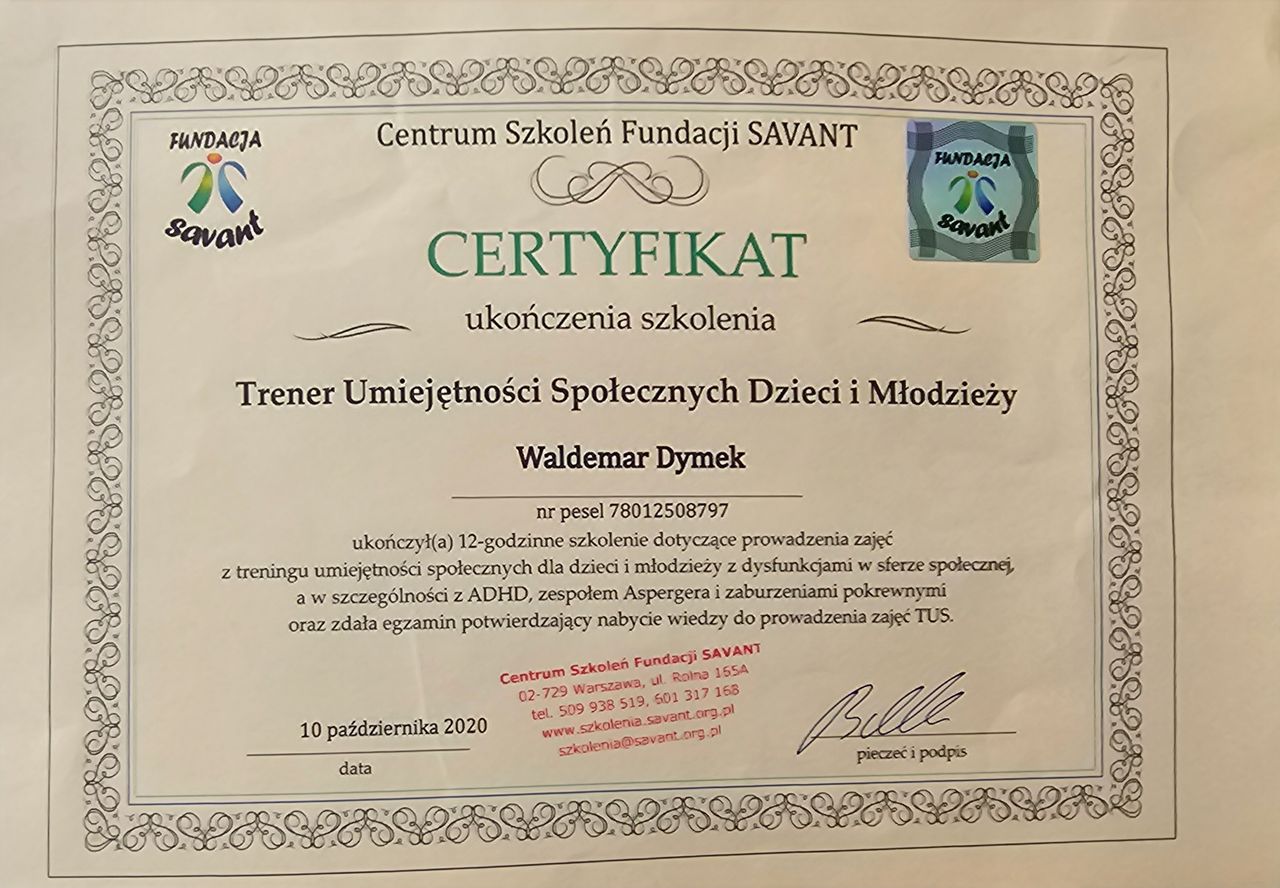 FUNDACJA
savant
Centrum Szkoleń Fundacji SAVANT
FUNDACJA
savant
CERTYFIKAT
ukończenia szkolenia
Trener Umiejętności Społecznych Dzieci i Młodzieży
Waldemar Dymek
nr pesel 78012508797
ukończył(a) 12-godzinne szkolenie dotyczące prowadzenia zajęć
z treningu umiejętności społecznych dla dzieci i młodzieży z dysfunkcjami w sferze społecznej,
a w szczególności z ADHD, zespołem Aspergera i zaburzeniami pokrewnymi
oraz zdała egzamin potwierdzający nabycie wiedzy do prowadzenia zajęć TUS.
Centrum Szkoleń Fundacji SAVANT
02-729 Warszawa, ul. Rolna 155A
tel. 509 938 519, 601 317 168
www.szkolenia.savant.org.pl
szkolenia@savant.org.pl
10 października 2020
data
pieczeć i podpis